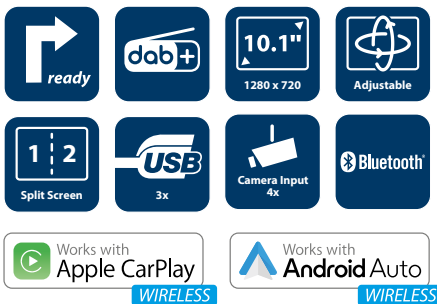 ready
dab+
10.1"
1280 x 720
Adjustable
1 2
Split Screen
USB
3x
Camera Input
4x
Bluetooth®
Works with
Apple CarPlay
WIRELESS
Works with
Android Auto
WIRELESS